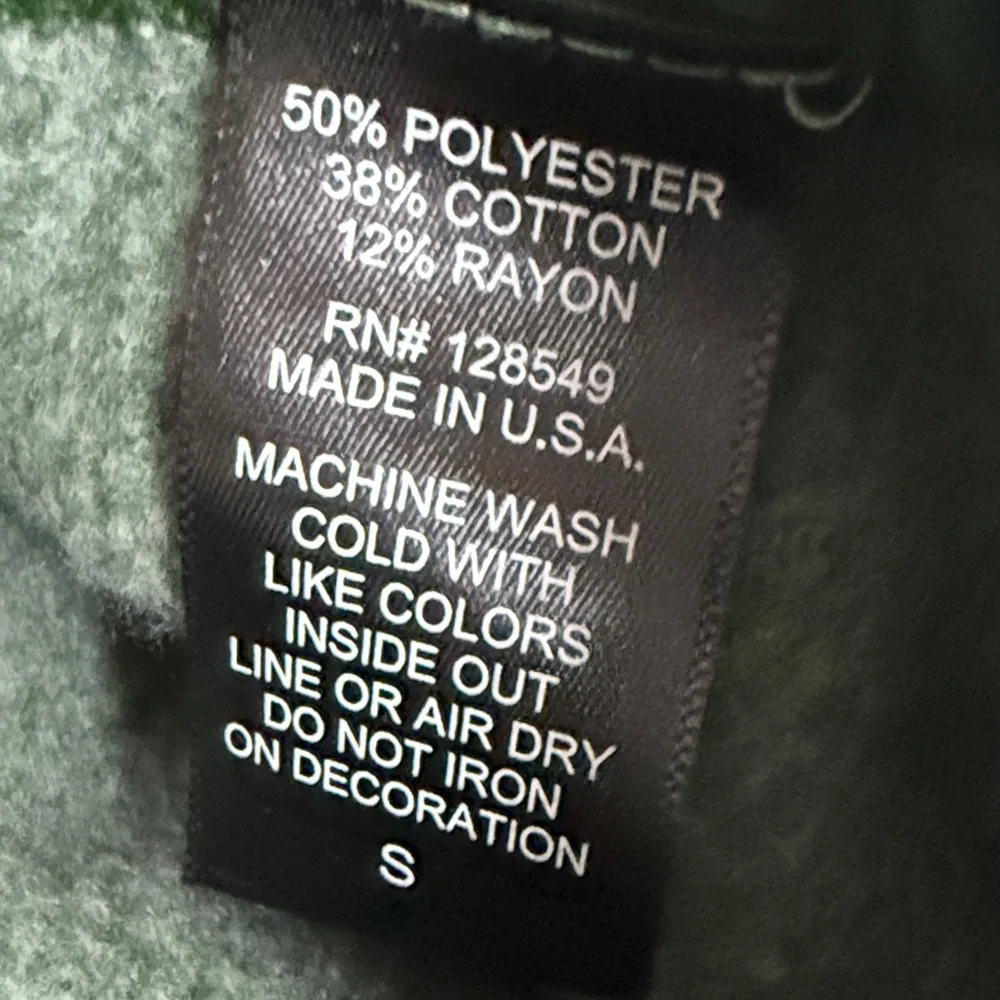 50% POLYESTER
38% COTTON
12% RAYON
RN# 128549
MADE IN U.S.A.
MACHINE WASH
COLD WITH
LIKE COLORS
INSIDE OUT
LINE OR AIR DRY
DO NOT IRON
ON DECORATION
S